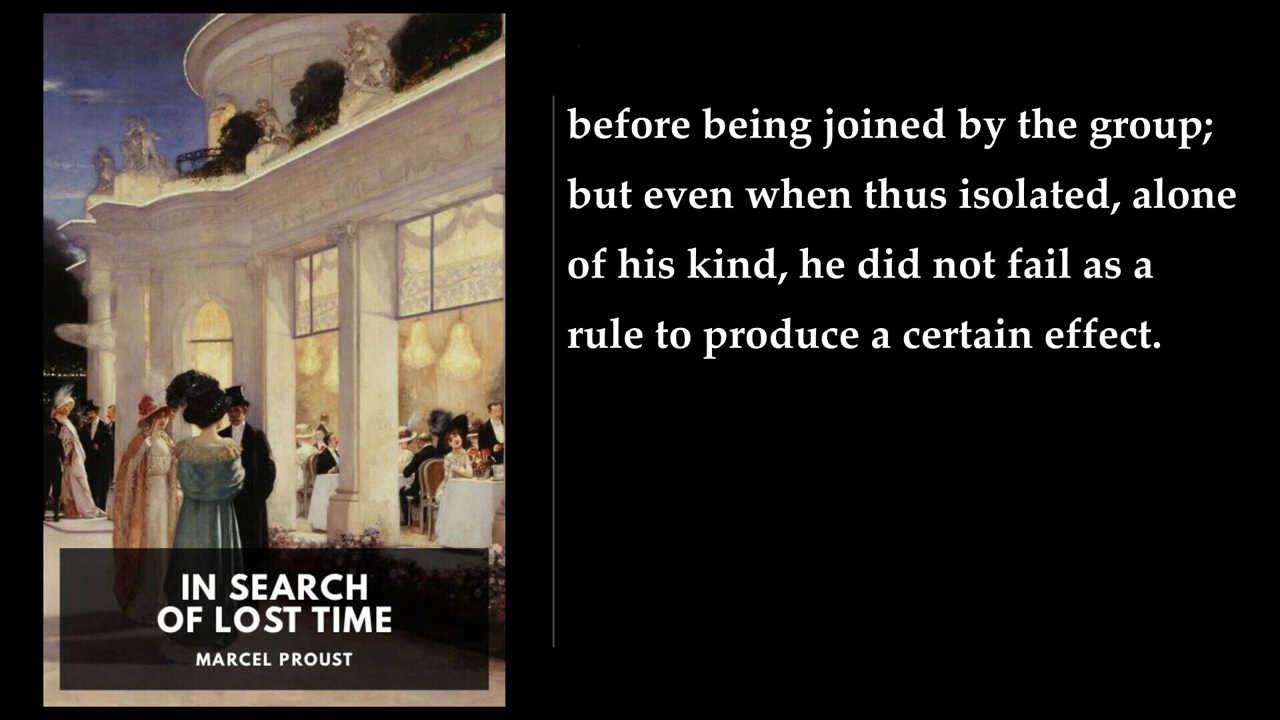 before being joined by the group;
but even when thus isolated, alone
of his kind, he did not fail as a
rule to produce a certain effect.
IN SEARCH
OF LOST TIME
MARCEL PROUST